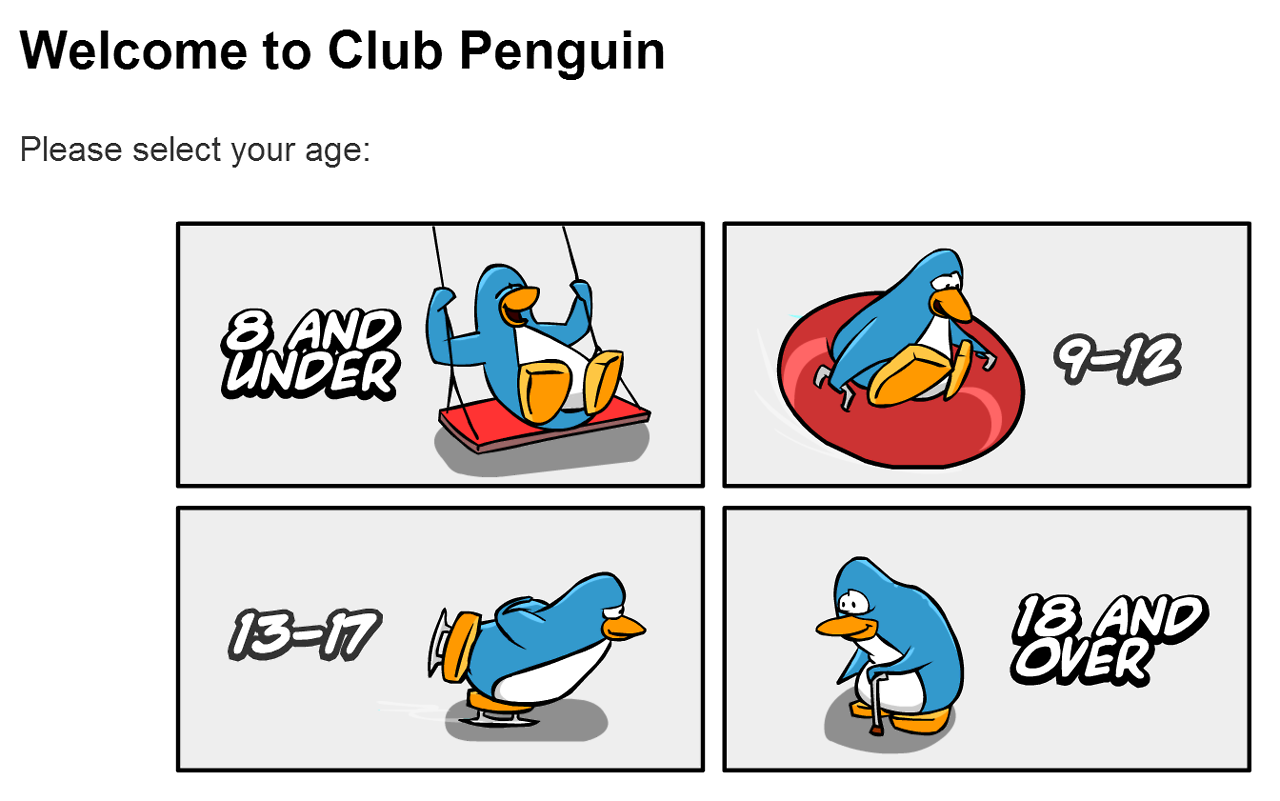 Welcome to Club Penguin
Please select your age:
8 AND
UNDER
9-12
13-17
18 AND
OVER